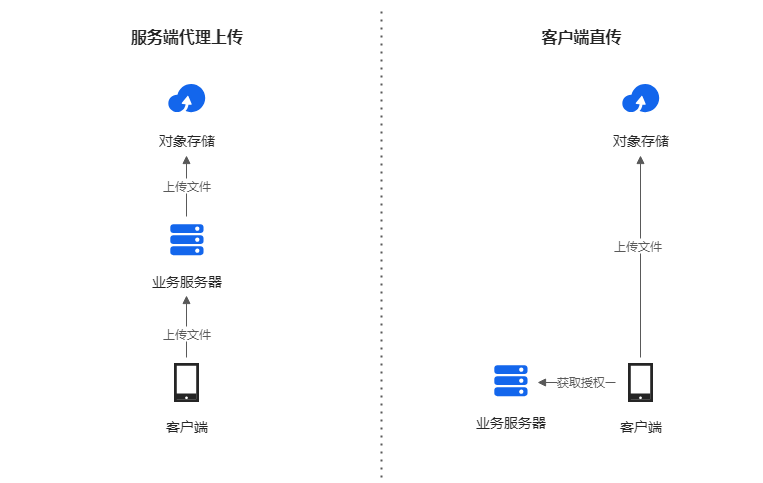 服务端代理上传
对象存储
上传文件
业务服务器
上传文件
客户端
客户端直传
对象存储
上传文件
获取授权
业务服务器
客户端